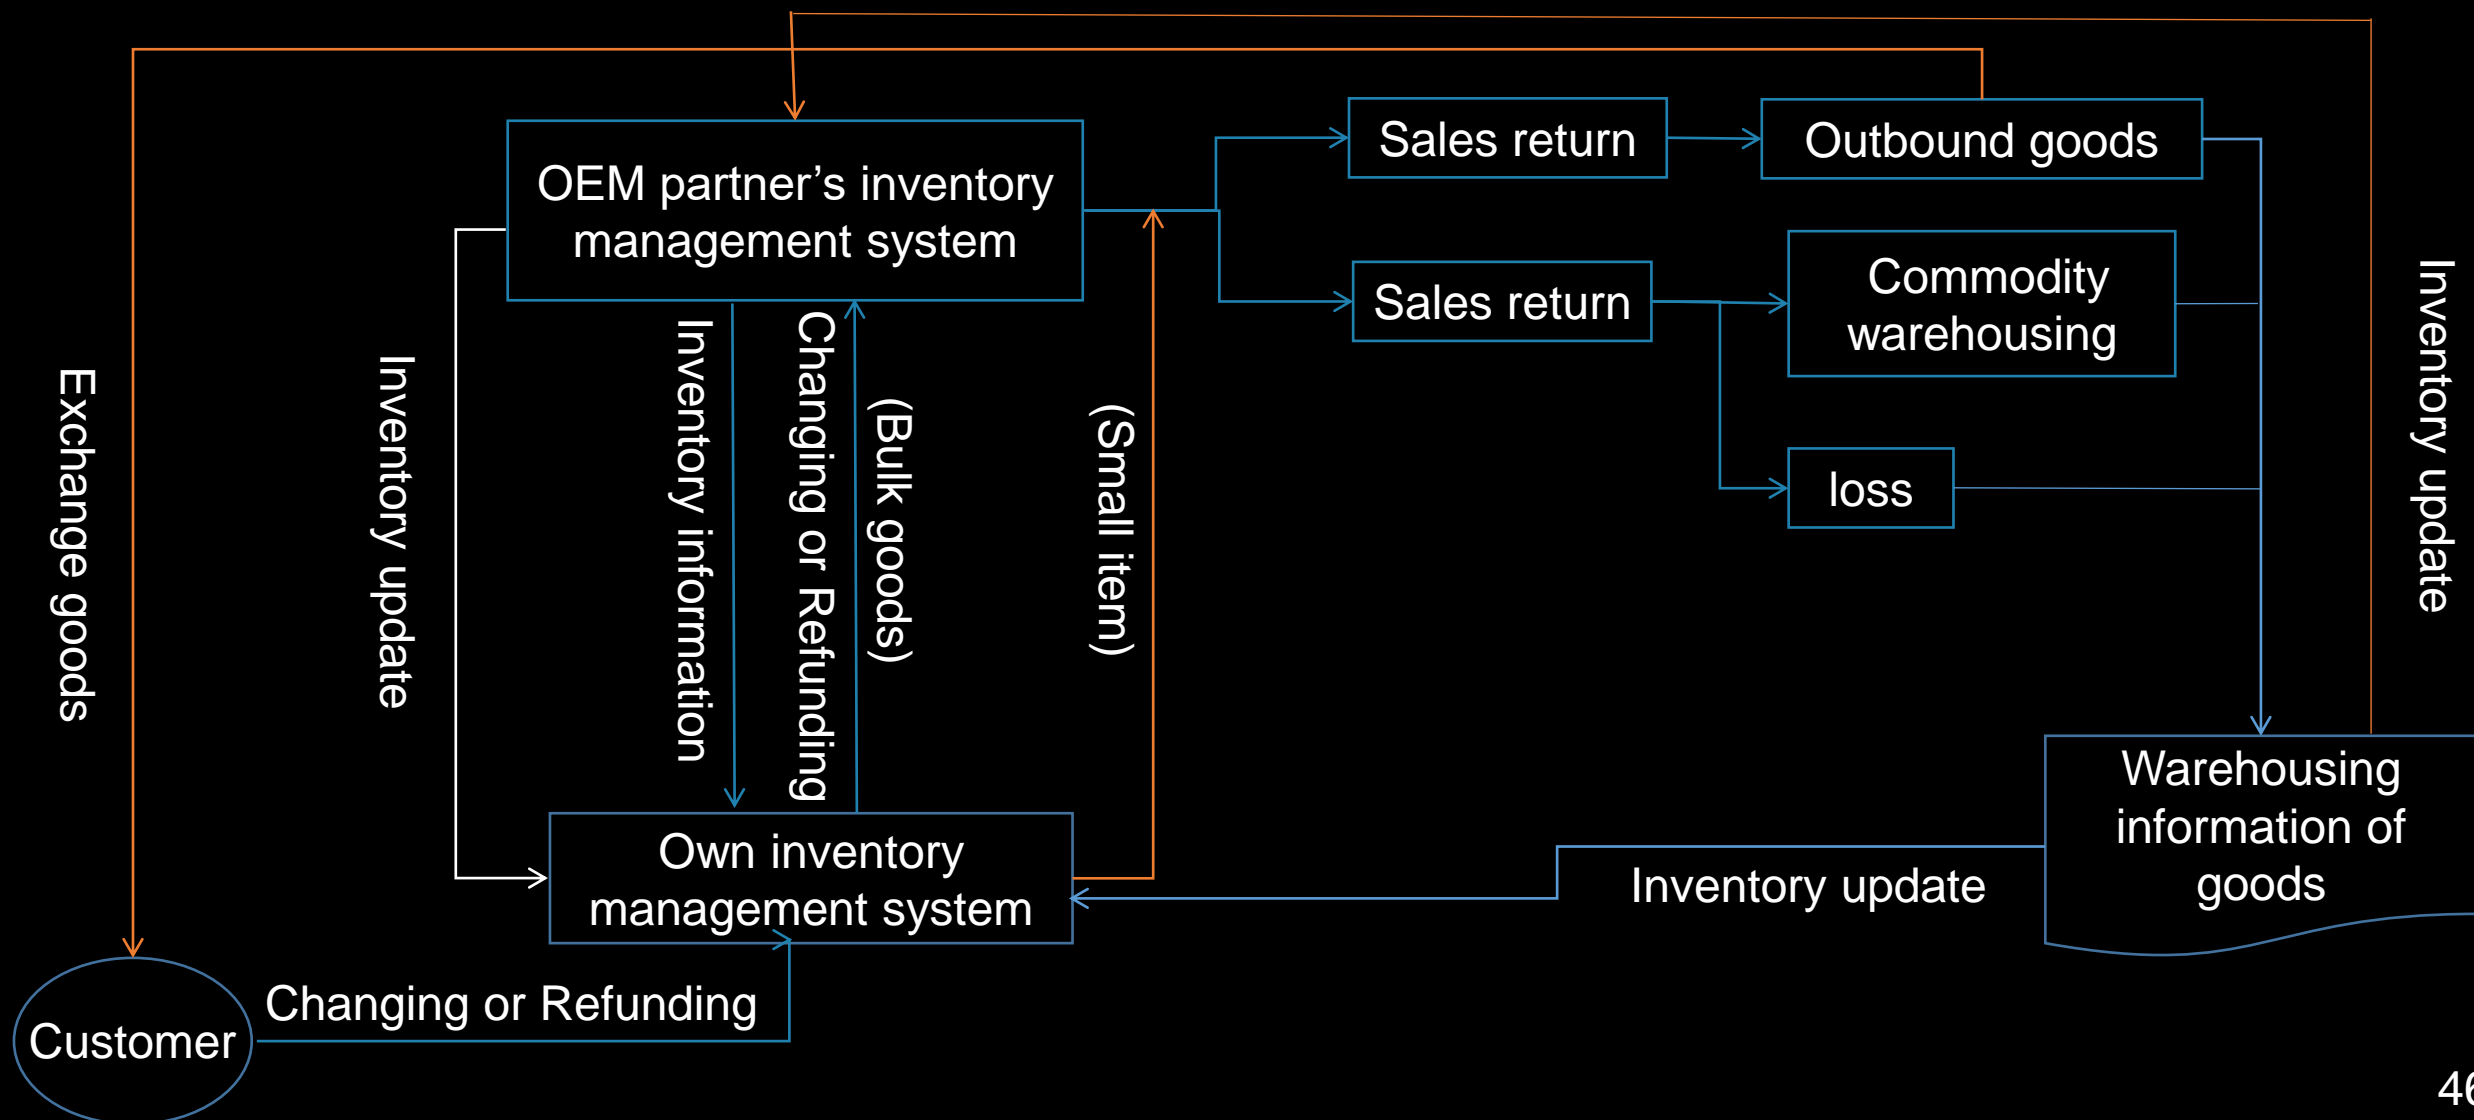 OEM partner’s inventory
management system
Sales return
Outbound goods
Sales return
Commodity
warehousing
loss
Exchange goods
Inventory update
Inventory information
Changing or Refunding
(Bulk goods)
(Small item)
Inventory update
Own inventory
management system
Inventory update
Warehousing
information of
goods
Customer
Changing or Refunding
46